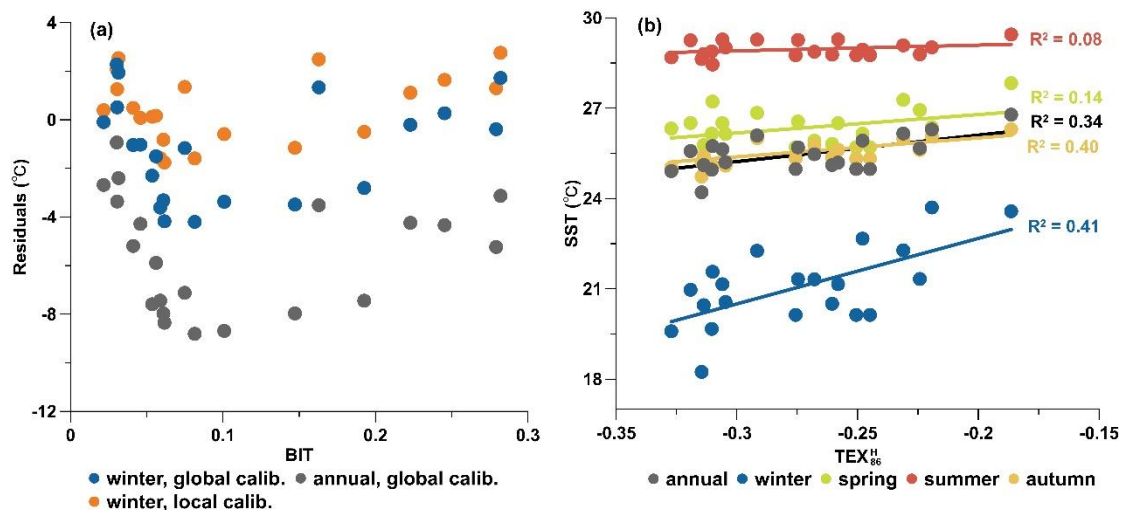 (a)
4
0
-4
-8
-12
Residuals (°C)
0
0.1
0.2
0.3
BIT
winter, global calib.
annual, global calib.
winter, local calib.
(b)
30
27
24
21
18
SST (°C)
R² = 0.08
R² = 0.14
R² = 0.34
R² = 0.40
R² = 0.41
-0.35
-0.3
-0.25
-0.2
-0.15
TEX₈₆ᴴ
annual
winter
spring
summer
autumn